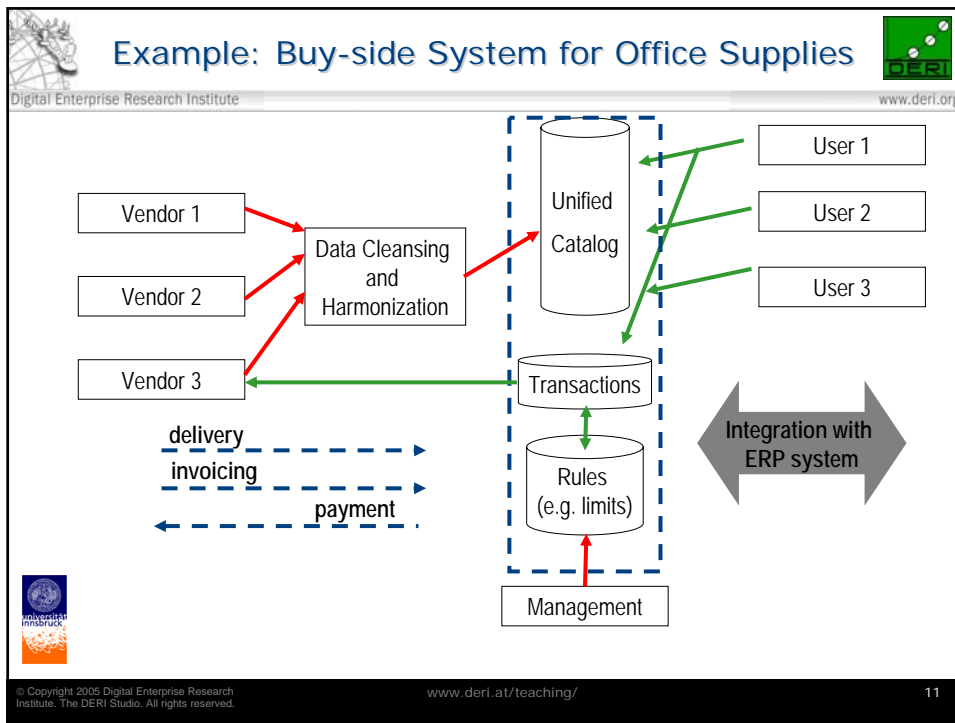 Example: Buy-side System for Office Supplies
DERI
Digital Enterprise Research Institute
www.deri.org
Vendor 1
Vendor 2
Vendor 3
Data Cleansing
and
Harmonization
Unified
Catalog
User 1
User 2
User 3
Transactions
Rules
(e.g. limits)
Management
delivery
invoicing
payment
Integration with
ERP system
universität
innsbruck
© Copyright 2005 Digital Enterprise Research
Institute. The DERI Studio. All rights reserved.
www.deri.at/teaching/
11